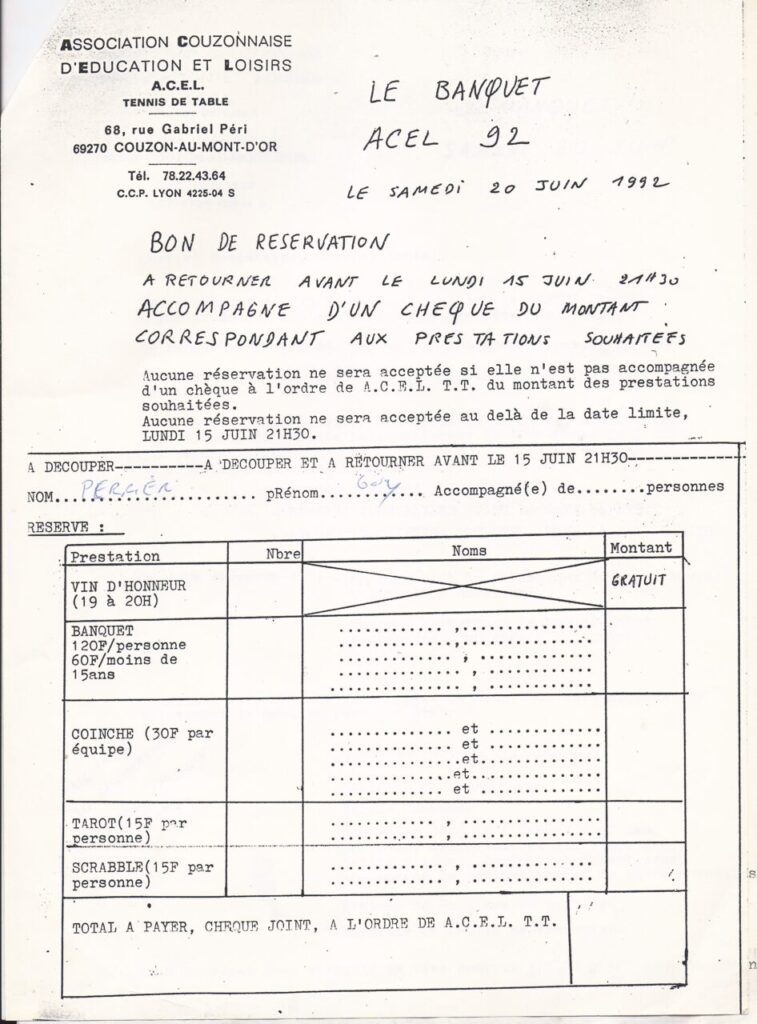 ASSOCIATION COUZONNAISE
D'EDUCATION ET LOISIRS
A.C.E.L.
TENNIS DE TABLE
68, rue Gabriel Péri
69270 COUZON-AU-MONT-D'OR
Tél. 78.22.43.64
C.C.P. LYON 4225-04 S
LE BANQUET
ACEL 92
LE SAMEDI 20 JUIN 1992
BON DE RESERVATION
A RETOURNER AVANT LE LUNDI 15 JUIN 21H30
ACCOMPAGNE D'UN CHEQUE DU MONTANT
CORRESPONDANT AUX PRESTATIONS SOUHAITÉES
Aucune réservation ne sera acceptée si elle n'est pas accompagnée
d'un chèque à l'ordre de A.C.E.L. T.T. du montant des prestations
souhaitées.
Aucune réservation ne sera acceptée au delà de la date limite,
LUNDI 15 JUIN 21H30.
A DECOUPER----------A DECOUPER ET A RETOURNER AVANT LE 15 JUIN 21H30-------------
NOM....PERRIER.................... pRénom............. Accompagné(e) de........personnes
RESERVE :
Prestation Nbre Noms Montant
VIN D'HONNEUR
(19 à 20H)
GRATUIT
BANQUET
120F/personne
60F/moins de
15ans
............ ,...............
............,................
............. , .............
.............. , ............
.............. , ............
COINCHE (30F par
équipe)
............. et .............
............. et .............
..............et..............
.............et...............
............. et .............
TAROT(15F par
personne)
............ , ...............
............ , ...............
SCRABBLE(15F par
personne)
............. , ..............
............. , ..............
TOTAL A PAYER, CHEQUE JOINT, A L'ORDRE DE A.C.E.L. T.T.
s
n